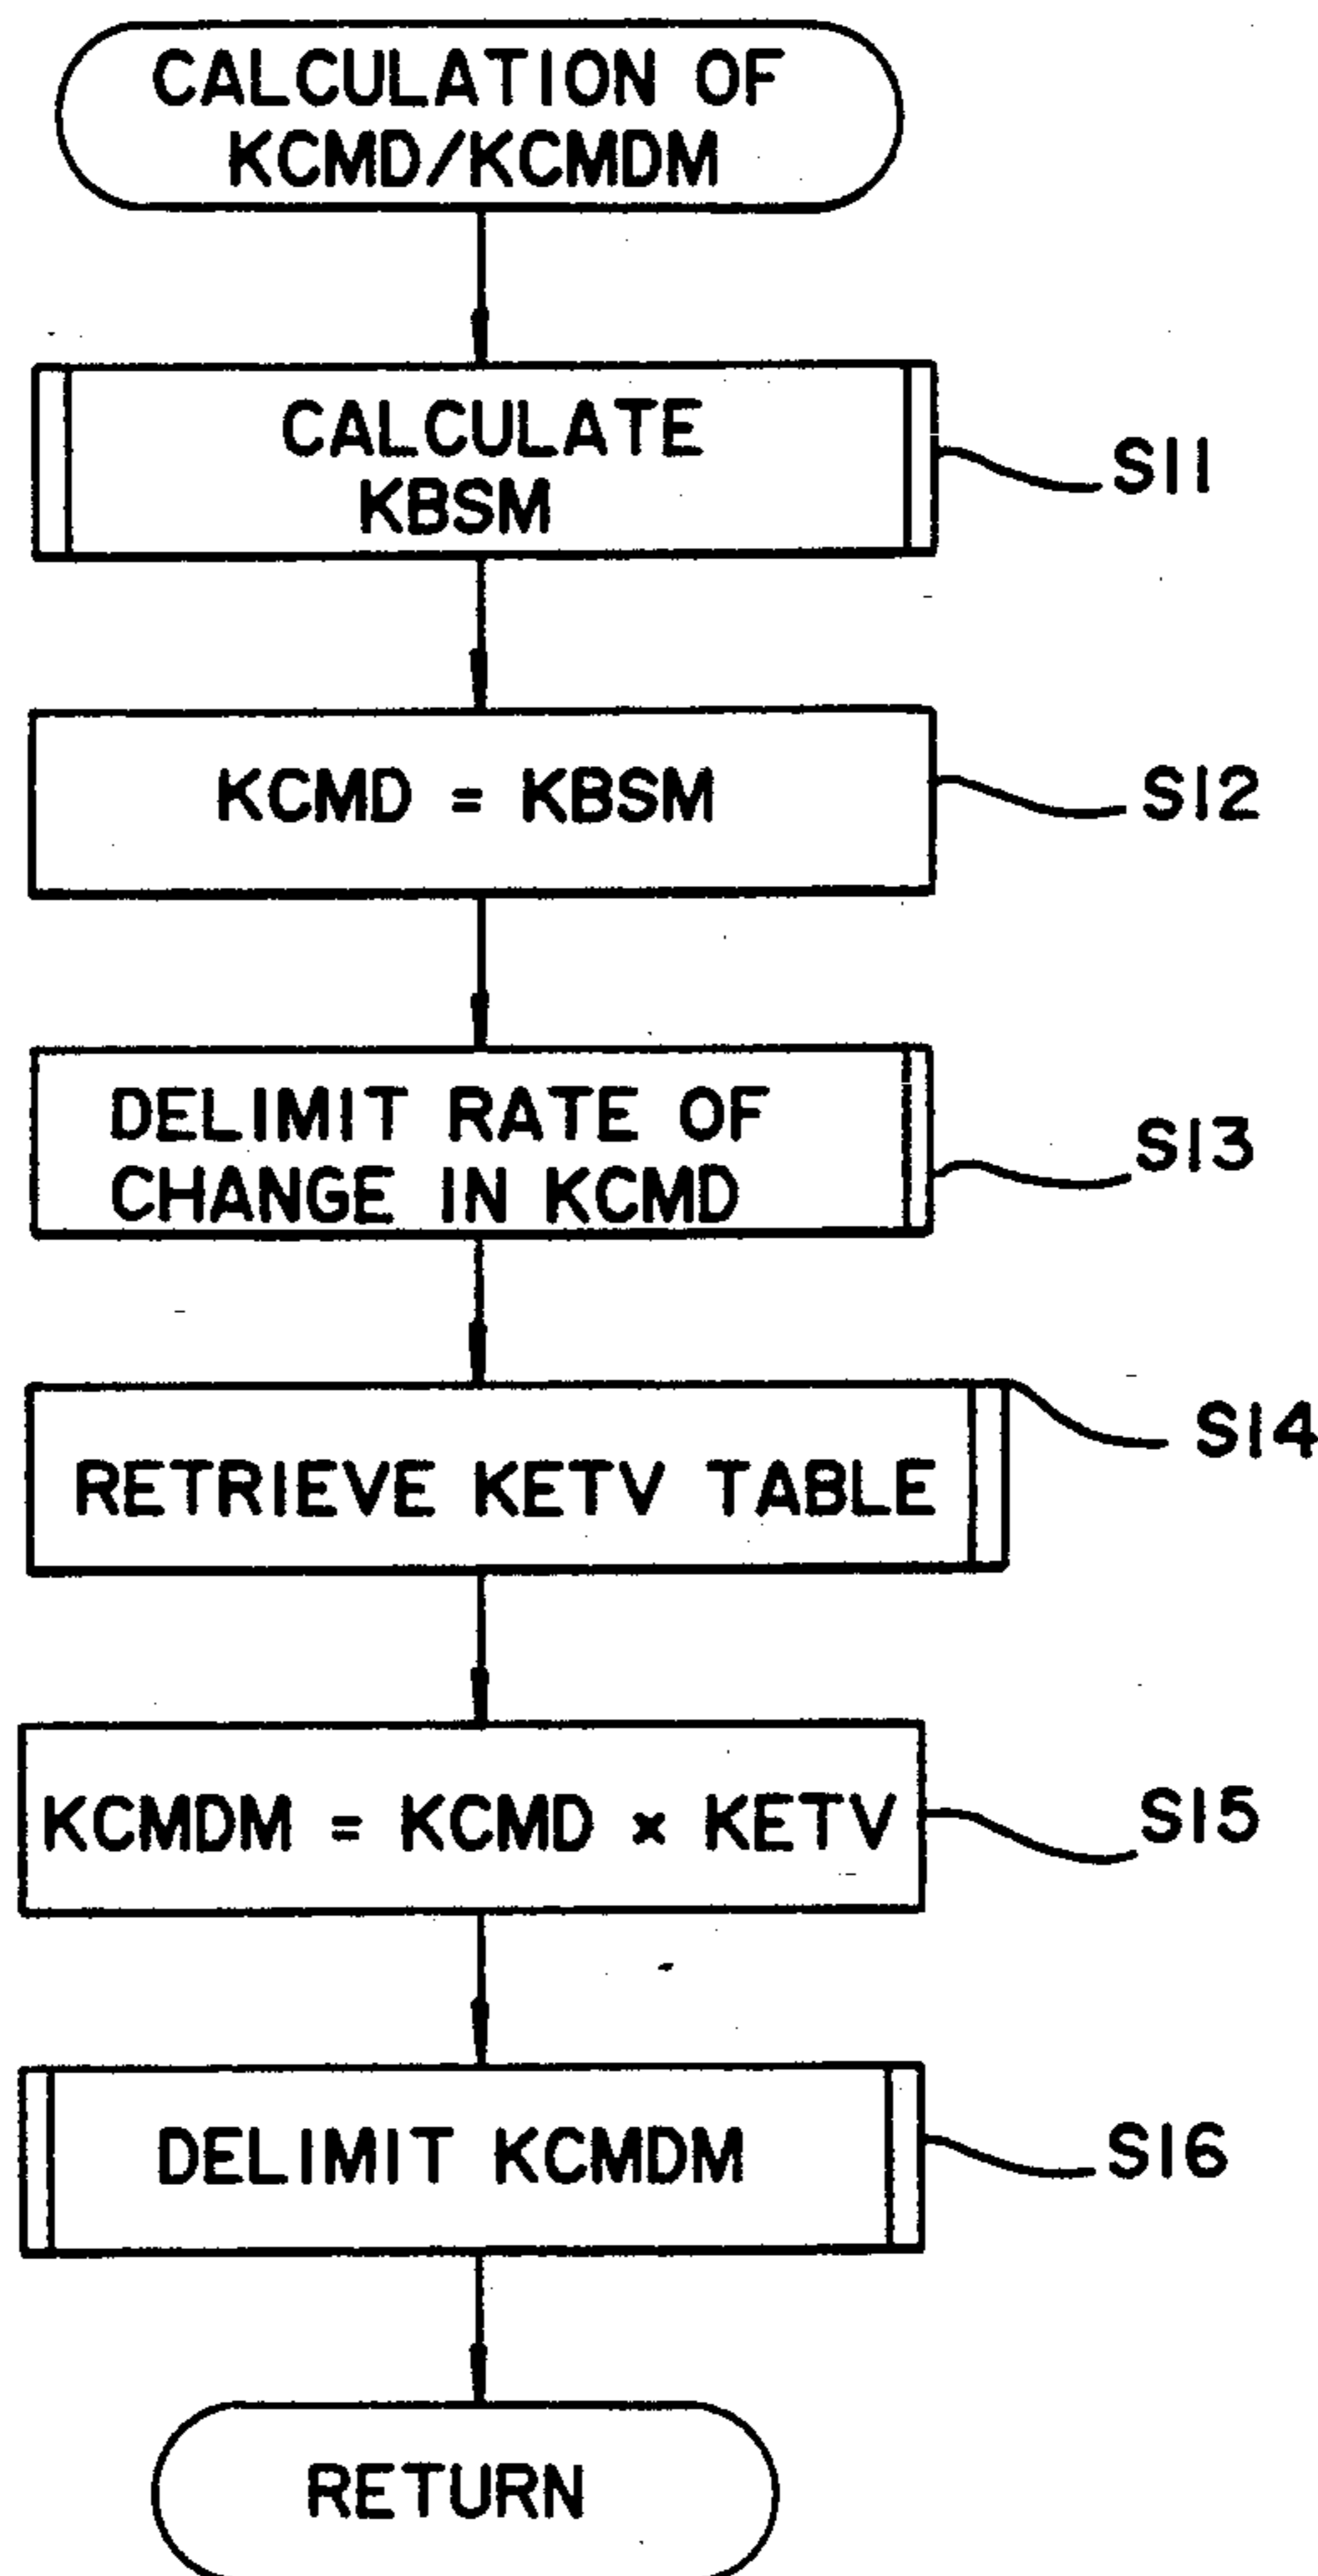 CALCULATION OF
KCMD/KCMDM
CALCULATE
KBSM
S11
KCMD = KBSM
S12
DELIMIT RATE OF
CHANGE IN KCMD
S13
RETRIEVE KETV TABLE
S14
KCMDM = KCMD × KETV
S15
DELIMIT KCMDM
S16
RETURN